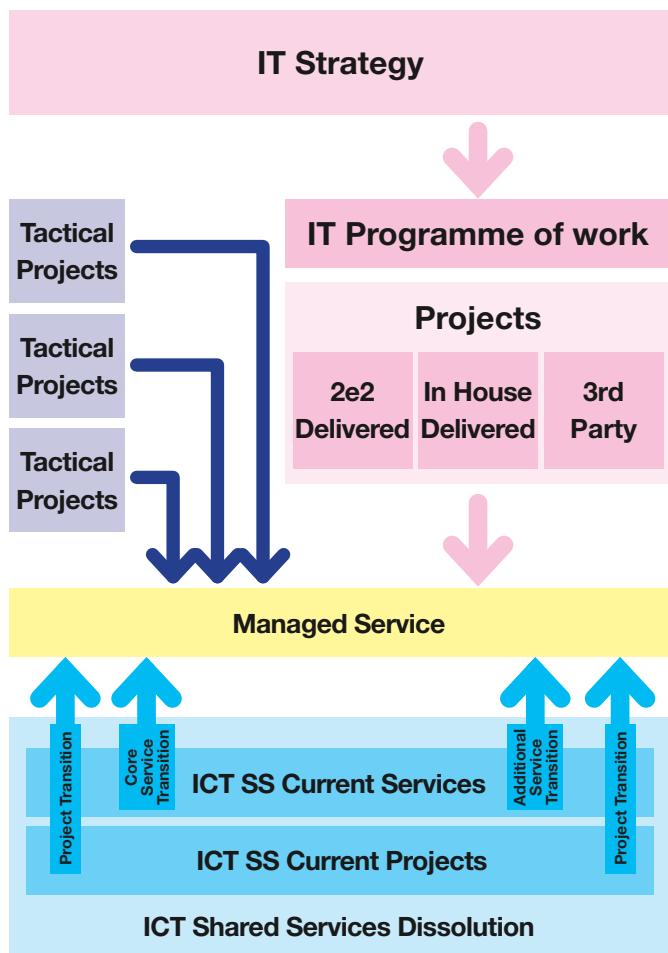 IT Strategy
Tactical
Projects
Tactical
Projects
Tactical
Projects
IT Programme of work
Projects
2e2
Delivered
In House
Delivered
3rd
Party
Managed Service
Project Transition
Core
Service
Transition
Additional
Service
Transition
Project Transition
ICT SS Current Services
ICT SS Current Projects
ICT Shared Services Dissolution